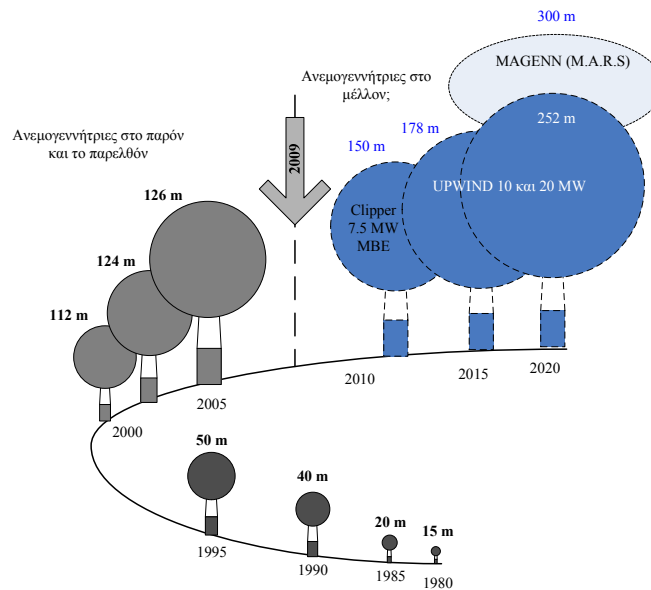 300 m
MAGENN (M.A.R.S)
Ανεμογεννήτριες στο
μέλλον;
252 m
178 m
150 m
Ανεμογεννήτριες στο παρόν
και το παρελθόν
2009
UPWIND 10 και 20 MW
126 m
Clipper
7.5 MW
MBE
124 m
112 m
2020
2015
2010
2005
2000
50 m
40 m
20 m
15 m
1995
1990
1985
1980